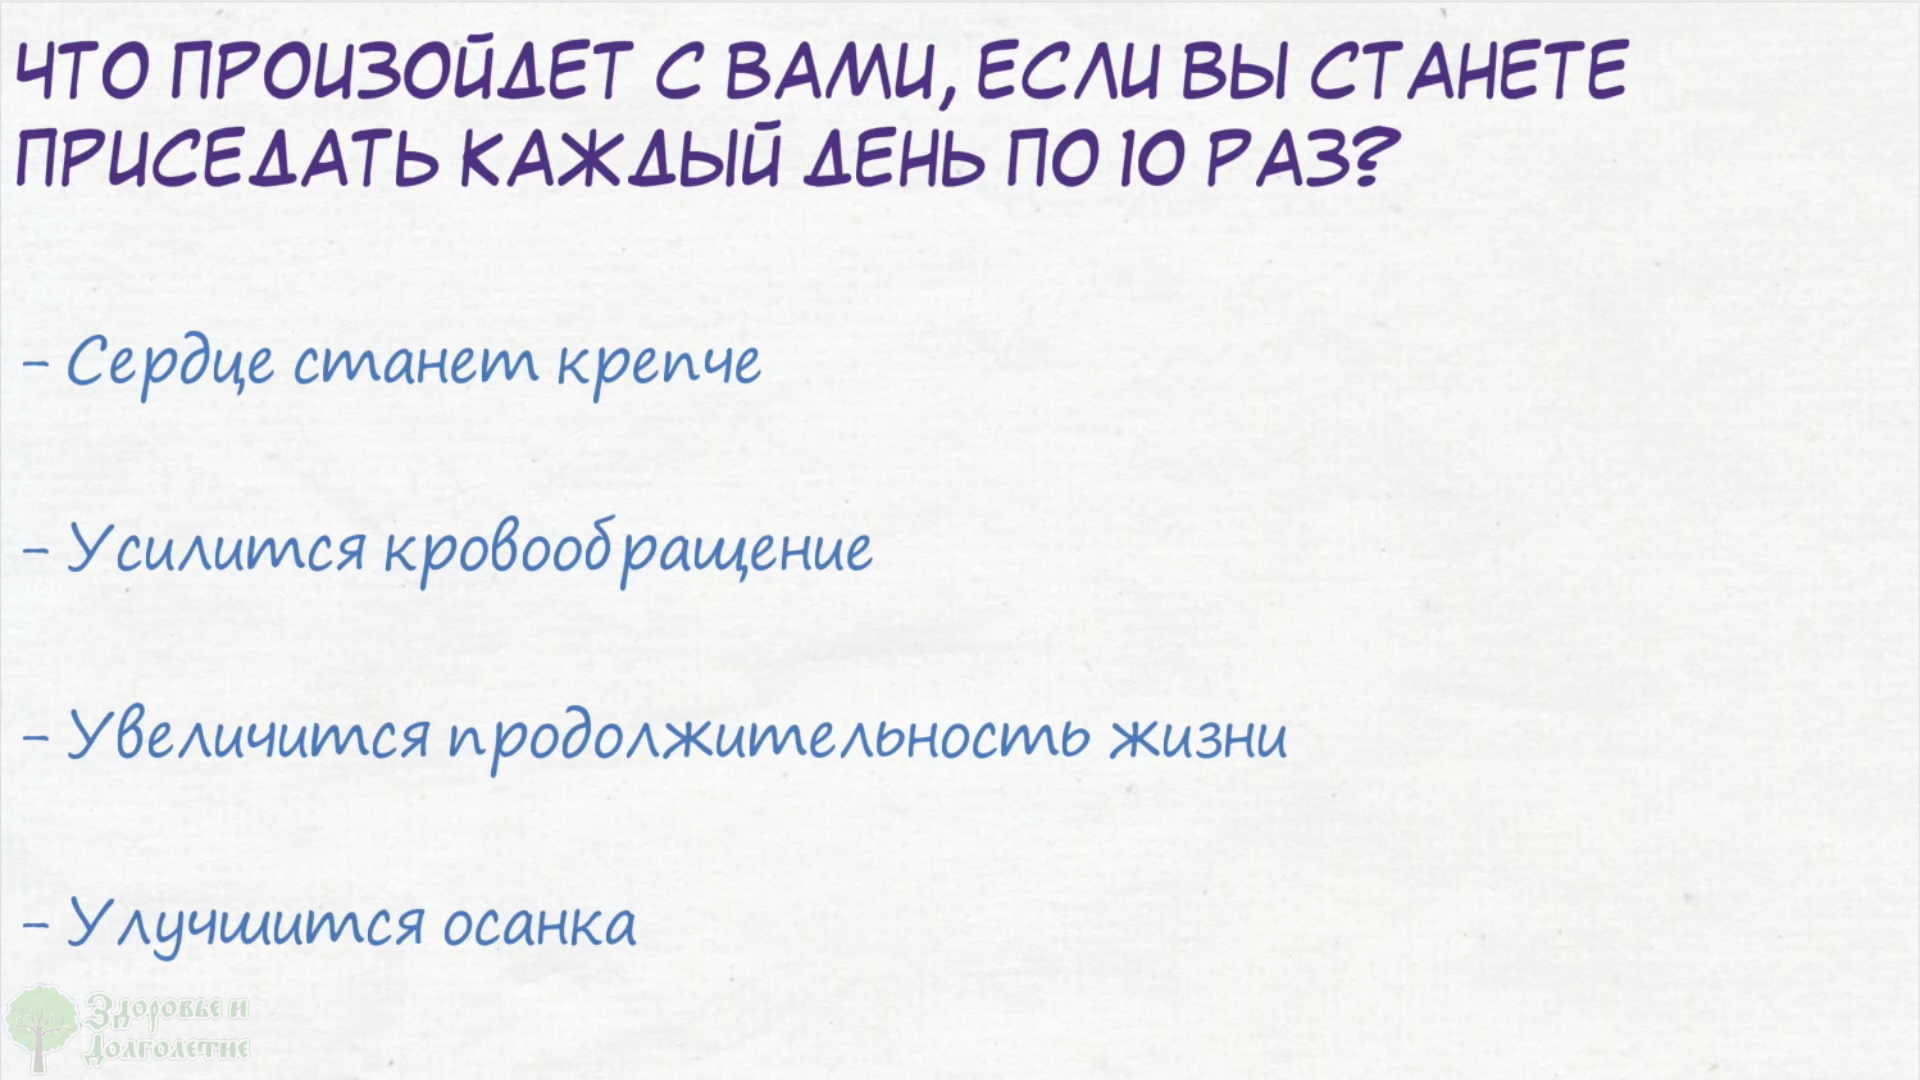 ЧТО ПРОИЗОЙДЕТ С ВАМИ, ЕСЛИ ВЫ СТАНЕТЕ
ПРИСЕДАТЬ КАЖДЫЙ ДЕНЬ ПО 10 РАЗ?
- Сердце станет крепче
- Усилится кровообращение
- Увеличится продолжительность жизни
- Улучшится осанка
Здоровье и
Долголетие